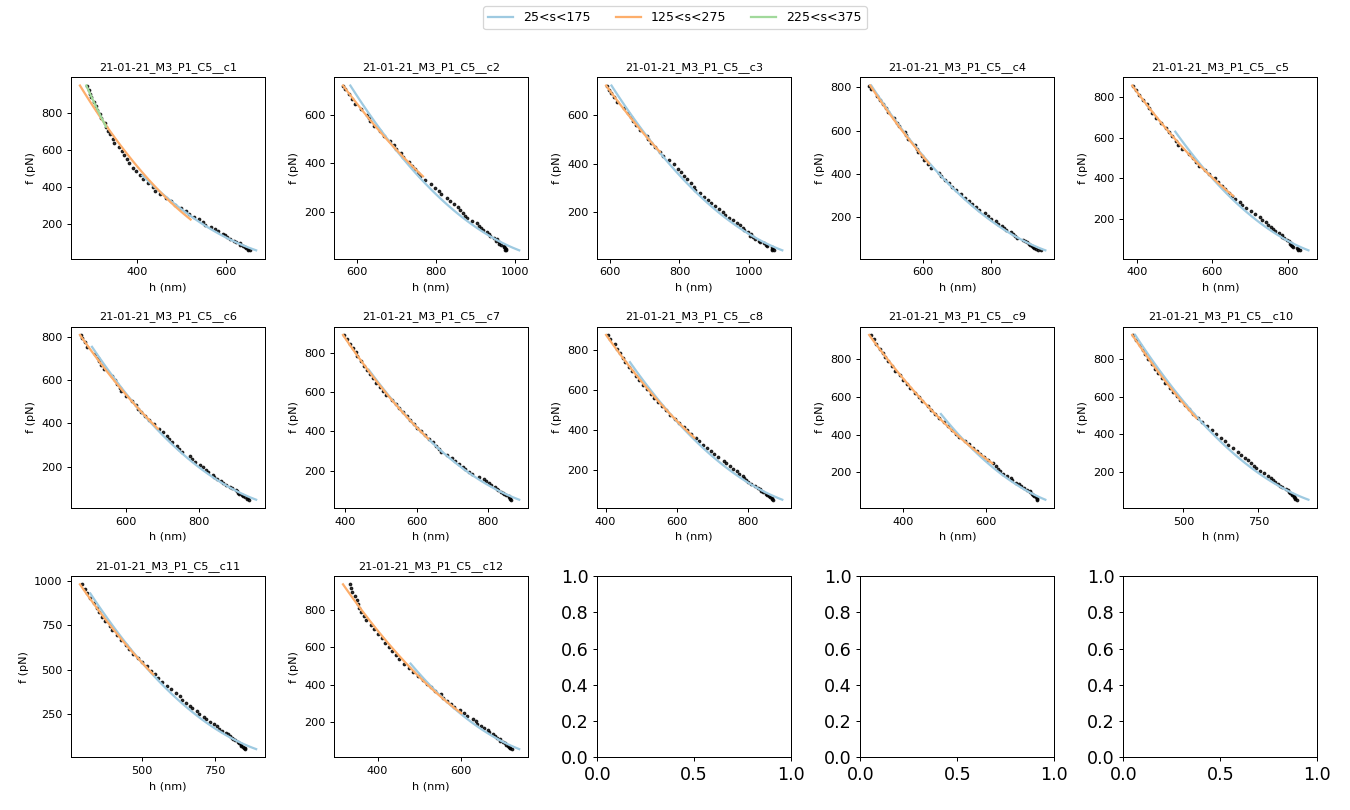 25<s<175 125<s<275 225<s<375
21-01-21_M3_P1_C5__c1 21-01-21_M3_P1_C5__c2 21-01-21_M3_P1_C5__c3 21-01-21_M3_P1_C5__c4 21-01-21_M3_P1_C5__c5
f (pN) 800 600 400 200 f (pN) 600 400 200 f (pN) 600 400 200 f (pN) 800 600 400 200 f (pN) 800 600 400 200
400 600 600 800 1000 600 800 1000 600 800 400 600 800
h (nm) h (nm) h (nm) h (nm) h (nm)
21-01-21_M3_P1_C5__c6 21-01-21_M3_P1_C5__c7 21-01-21_M3_P1_C5__c8 21-01-21_M3_P1_C5__c9 21-01-21_M3_P1_C5__c10
f (pN) 800 600 400 200 f (pN) 800 600 400 200 f (pN) 800 600 400 200 f (pN) 800 600 400 200 f (pN) 800 600 400 200
600 800 400 600 800 400 600 800 400 600 500 750
h (nm) h (nm) h (nm) h (nm) h (nm)
21-01-21_M3_P1_C5__c11 21-01-21_M3_P1_C5__c12
f (pN) 1000 750 500 250 f (pN) 800 600 400 200 1.0 0.8 0.6 0.4 0.2 0.0 1.0 0.8 0.6 0.4 0.2 0.0 1.0 0.8 0.6 0.4 0.2 0.0
500 750 400 600 0.0 0.5 1.0 0.0 0.5 1.0 0.0 0.5 1.0
h (nm) h (nm)